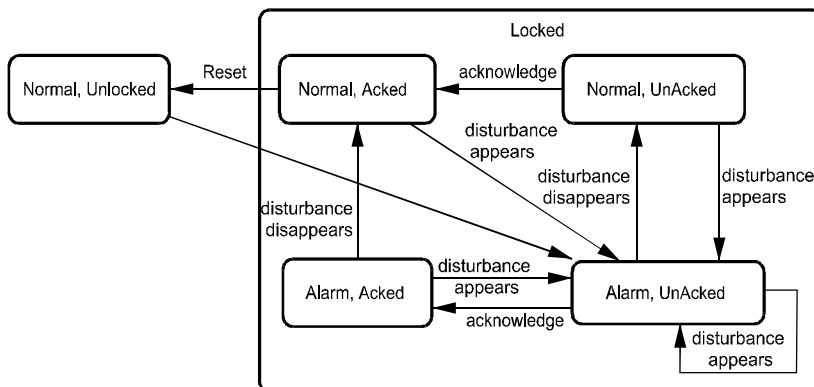 Locked
Normal, Unlocked
Reset
Normal, Acked
acknowledge
Normal, UnAcked
disturbance
appears
disturbance
disappears
disturbance
appears
disturbance
disappears
Alarm, Acked
disturbance
appears
acknowledge
Alarm, UnAcked
disturbance
appears